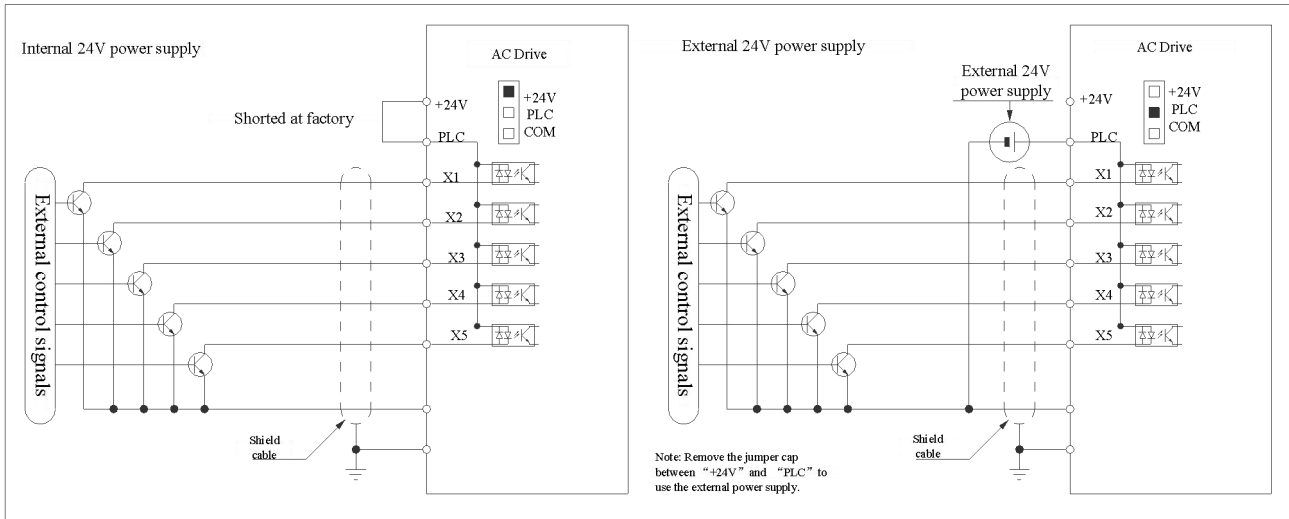 Internal 24V power supply
AC Drive
+24V
PLC
COM
+24V
Shorted at factory
PLC
X1
X2
X3
X4
X5
External control signals
Shield
cable
External 24V power supply
AC Drive
External 24V
power supply
+24V
PLC
COM
+24V
PLC
X1
X2
X3
X4
X5
External control signals
Shield
cable
Note: Remove the jumper cap
between “+24V” and “PLC” to
use the external power supply.